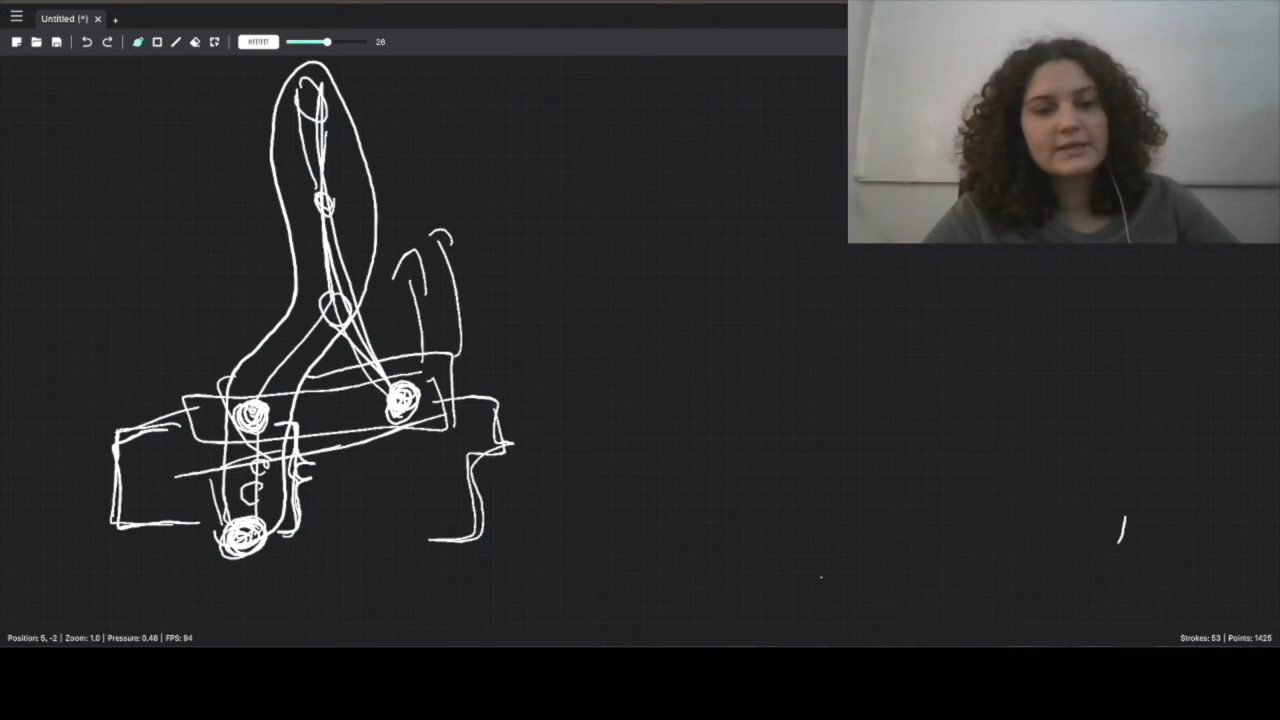 Untitled (*)
#ffffff
26
Position: 5, -2 | Zoom: 1.0 | Pressure: 0.46 | FPS: 94
Strokes: 53 | Points: 1425